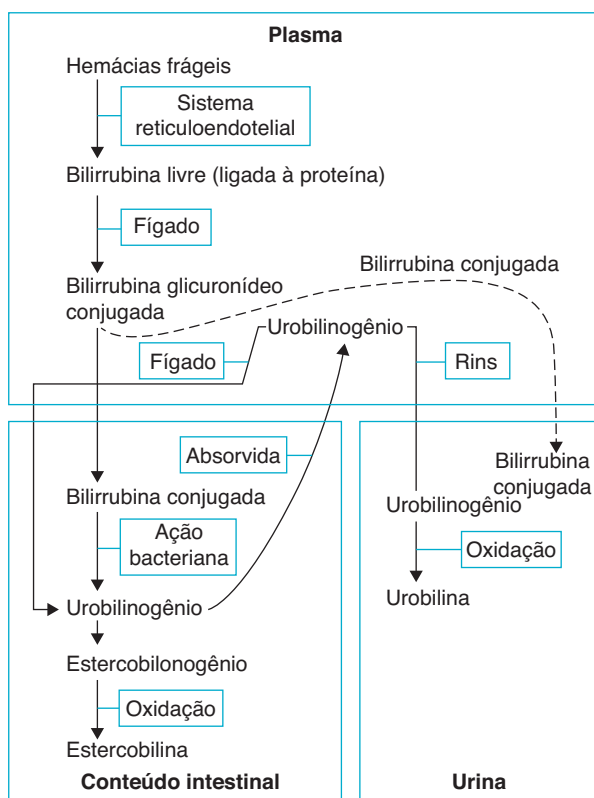 Plasma
Hemácias frágeis
Sistema
reticuloendotelial
Bilirrubina livre (ligada à proteína)
Fígado
Bilirrubina glicuronídeo
conjugada
Bilirrubina conjugada
Urobilinogênio
Fígado
Rins
Absorvida
Bilirrubina conjugada
Ação
bacteriana
Urobilinogênio
Estercobilonogênio
Oxidação
Estercobilina
Conteúdo intestinal
Bilirrubina
conjugada
Urobilinogênio
Oxidação
Urobilina
Urina